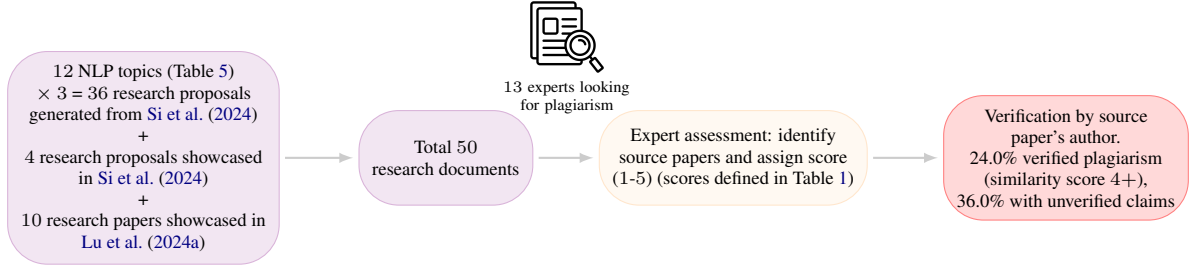 12 NLP topics (Table 5)
× 3 = 36 research proposals
generated from Si et al. (2024)
+
4 research proposals showcased
in Si et al. (2024)
+
10 research papers showcased in
Lu et al. (2024a)
Total 50
research documents
13 experts looking
for plagiarism
Expert assessment: identify
source papers and assign score
(1-5) (scores defined in Table 1)
Verification by source
paper's author.
24.0% verified plagiarism
(similarity score 4+),
36.0% with unverified claims